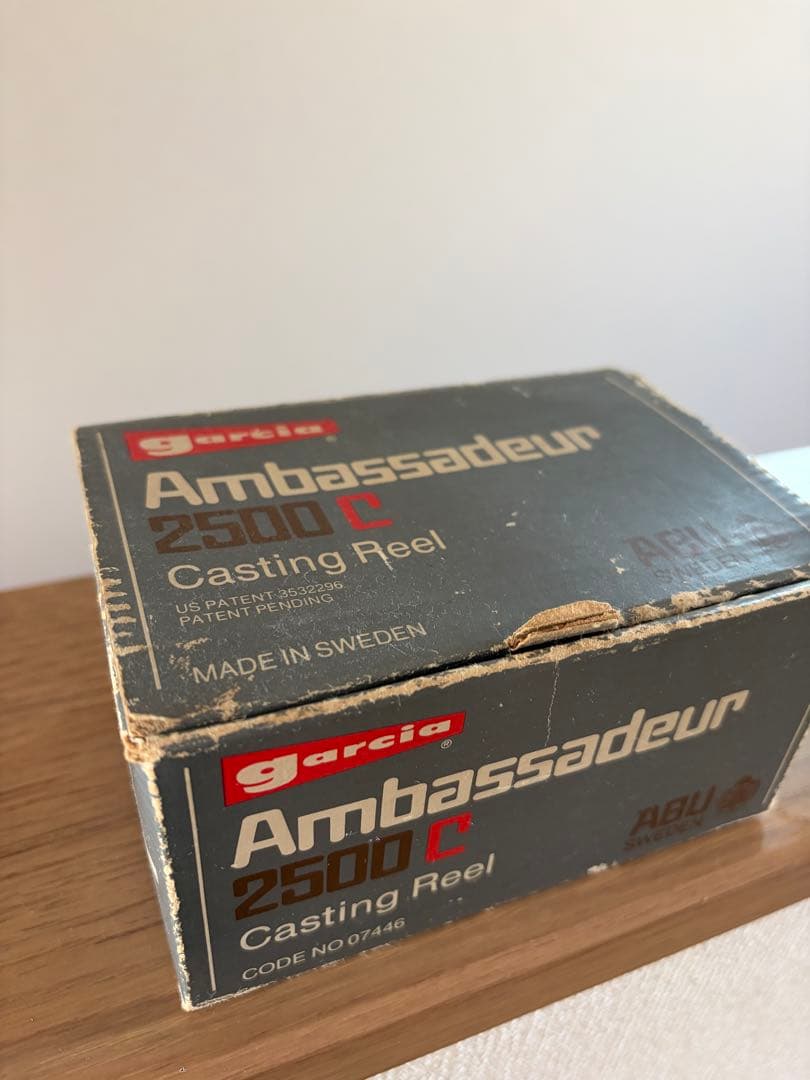 garcia
Ambassadeur
2500 C
Casting Reel
US PATENT 3532296
PATENT PENDING
MADE IN SWEDEN
ABU
SWEDEN
garcia®
Ambassadeur
2500 C
Casting Reel
CODE NO 07446
ABU
SWEDEN